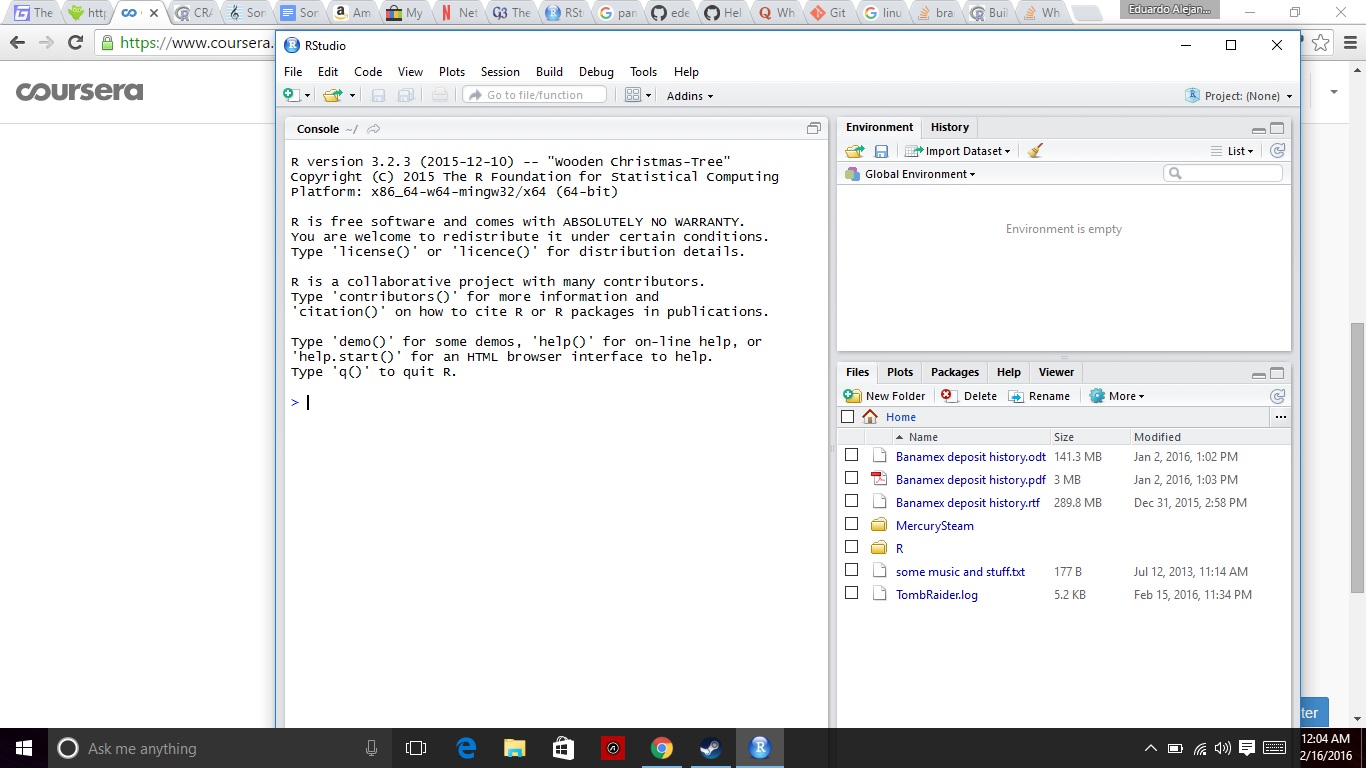 The
http
CRA
Sor
Sor
Am
My
Net
The
RSt
pan
ede
Hel
Wh
Git
linu
bra
Buil
Wh
Eduardo Alejan...
https://www.coursera.
coursera
RStudio
File Edit Code View Plots Session Build Debug Tools Help
Go to file/function Addins Project: (None)
Console ~/
R version 3.2.3 (2015-12-10) -- "Wooden Christmas-Tree"
Copyright (C) 2015 The R Foundation for Statistical Computing
Platform: x86_64-w64-mingw32/x64 (64-bit)
R is free software and comes with ABSOLUTELY NO WARRANTY.
You are welcome to redistribute it under certain conditions.
Type 'license()' or 'licence()' for distribution details.
R is a collaborative project with many contributors.
Type 'contributors()' for more information and
'citation()' on how to cite R or R packages in publications.
Type 'demo()' for some demos, 'help()' for on-line help, or
'help.start()' for an HTML browser interface to help.
Type 'q()' to quit R.
>
Environment History
Import Dataset List
Global Environment
Environment is empty
Files Plots Packages Help Viewer
New Folder Delete Rename More
Home ...
Name Size Modified
Banamex deposit history.odt 141.3 MB Jan 2, 2016, 1:02 PM
Banamex deposit history.pdf 3 MB Jan 2, 2016, 1:03 PM
Banamex deposit history.rtf 289.8 MB Dec 31, 2015, 2:58 PM
MercurySteam
R
some music and stuff.txt 177 B Jul 12, 2013, 11:14 AM
TombRaider.log 5.2 KB Feb 15, 2016, 11:34 PM
ter
Ask me anything
12:04 AM
2/16/2016